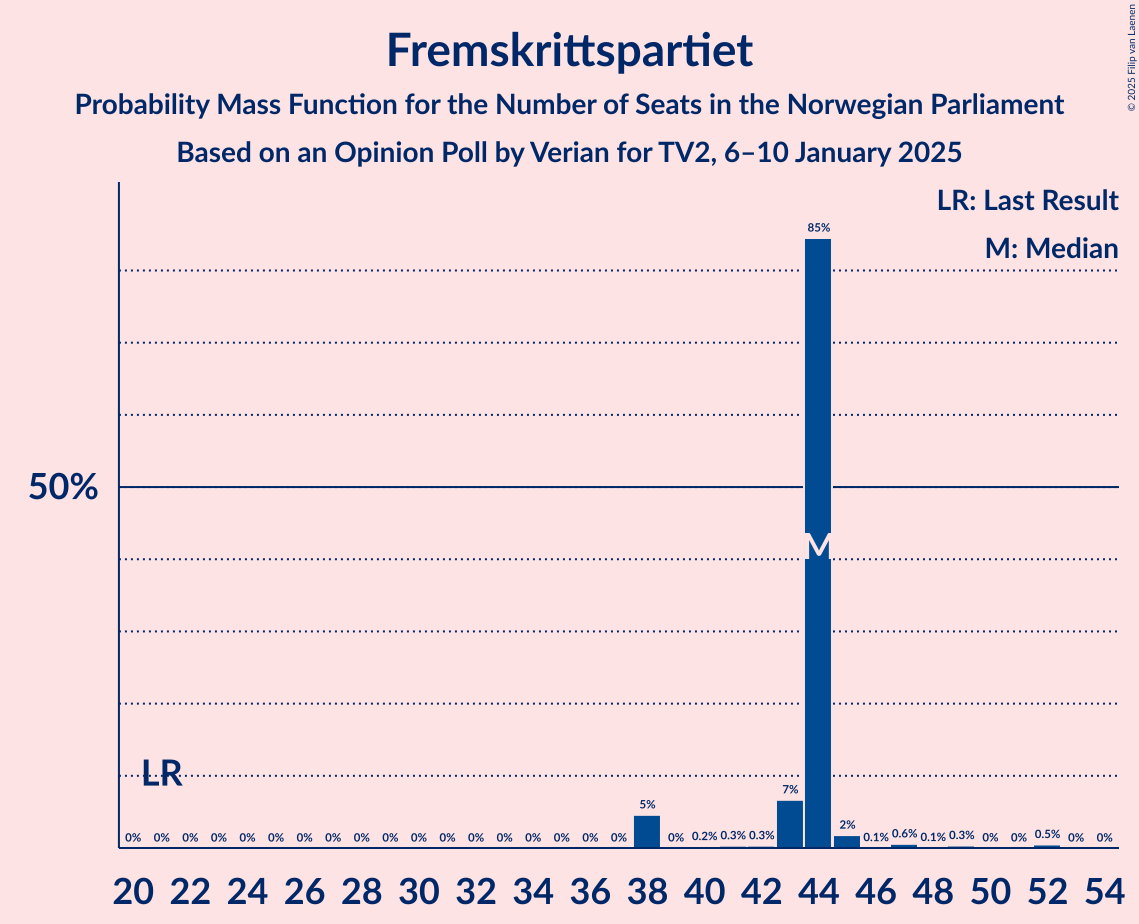 Fremskrittspartiet
Probability Mass Function for the Number of Seats in the Norwegian Parliament
Based on an Opinion Poll by Verian for TV2, 6–10 January 2025
© 2025 Filip van Laenen
LR: Last Result
M: Median
85%
50%
M
LR
0% 0% 0% 0% 0% 0% 0% 0% 0% 0% 0% 0% 0% 0% 0% 0% 0% 0% 5% 0% 0.2% 0.3% 0.3% 7% 2% 0.1% 0.6% 0.1% 0.3% 0% 0% 0.5% 0% 0%
20 22 24 26 28 30 32 34 36 38 40 42 44 46 48 50 52 54